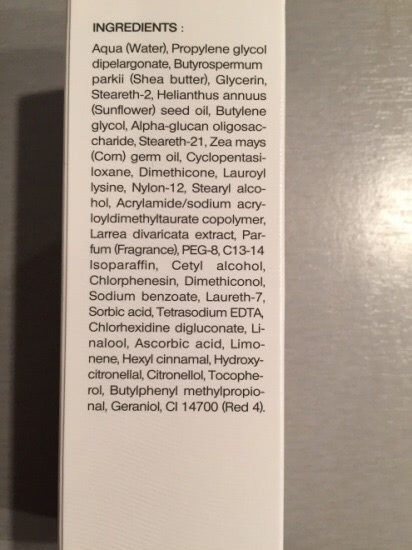 INGREDIENTS :
Aqua (Water), Propylene glycol
dipelargonate, Butyrospermum
parkii (Shea butter), Glycerin,
Steareth-2, Helianthus annuus
(Sunflower) seed oil, Butylene
glycol, Alpha-glucan oligosac-
charide, Steareth-21, Zea mays
(Corn) germ oil, Cyclopentasi-
loxane, Dimethicone, Lauroyl
lysine, Nylon-12, Stearyl alco-
hol, Acrylamide/sodium acry-
loyldimethyltaurate copolymer,
Larrea divaricata extract, Par-
fum (Fragrance), PEG-8, C13-14
Isoparaffin, Cetyl alcohol,
Chlorphenesin, Dimethiconol,
Sodium benzoate, Laureth-7,
Sorbic acid, Tetrasodium EDTA,
Chlorhexidine digluconate, Li-
nalool, Ascorbic acid, Limo-
nene, Hexyl cinnamal, Hydroxy-
citronellal, Citronellol, Tocophe-
rol, Butylphenyl methylpropio-
nal, Geraniol, CI 14700 (Red 4).